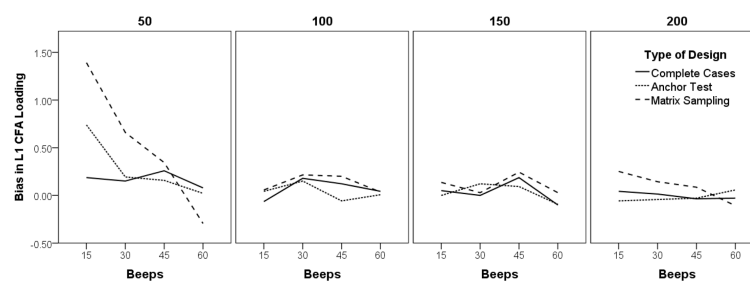 50 100 150 200
1.50
1.00
0.50
0.00
-0.50
Bias in L1 CFA Loading
Type of Design
Complete Cases
Anchor Test
Matrix Sampling
15 30 45 60 15 30 45 60 15 30 45 60 15 30 45 60
Beeps Beeps Beeps Beeps